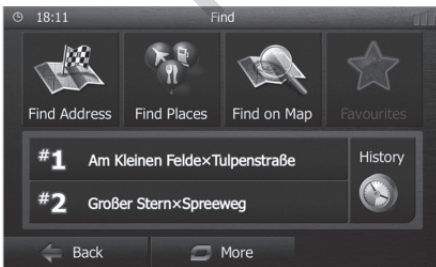 18:11 Find
Find Address Find Places Find on Map Favourites
#1 Am Kleinen Felde×Tulpenstraße History
#2 Großer Stern×Spreeweg
Back More